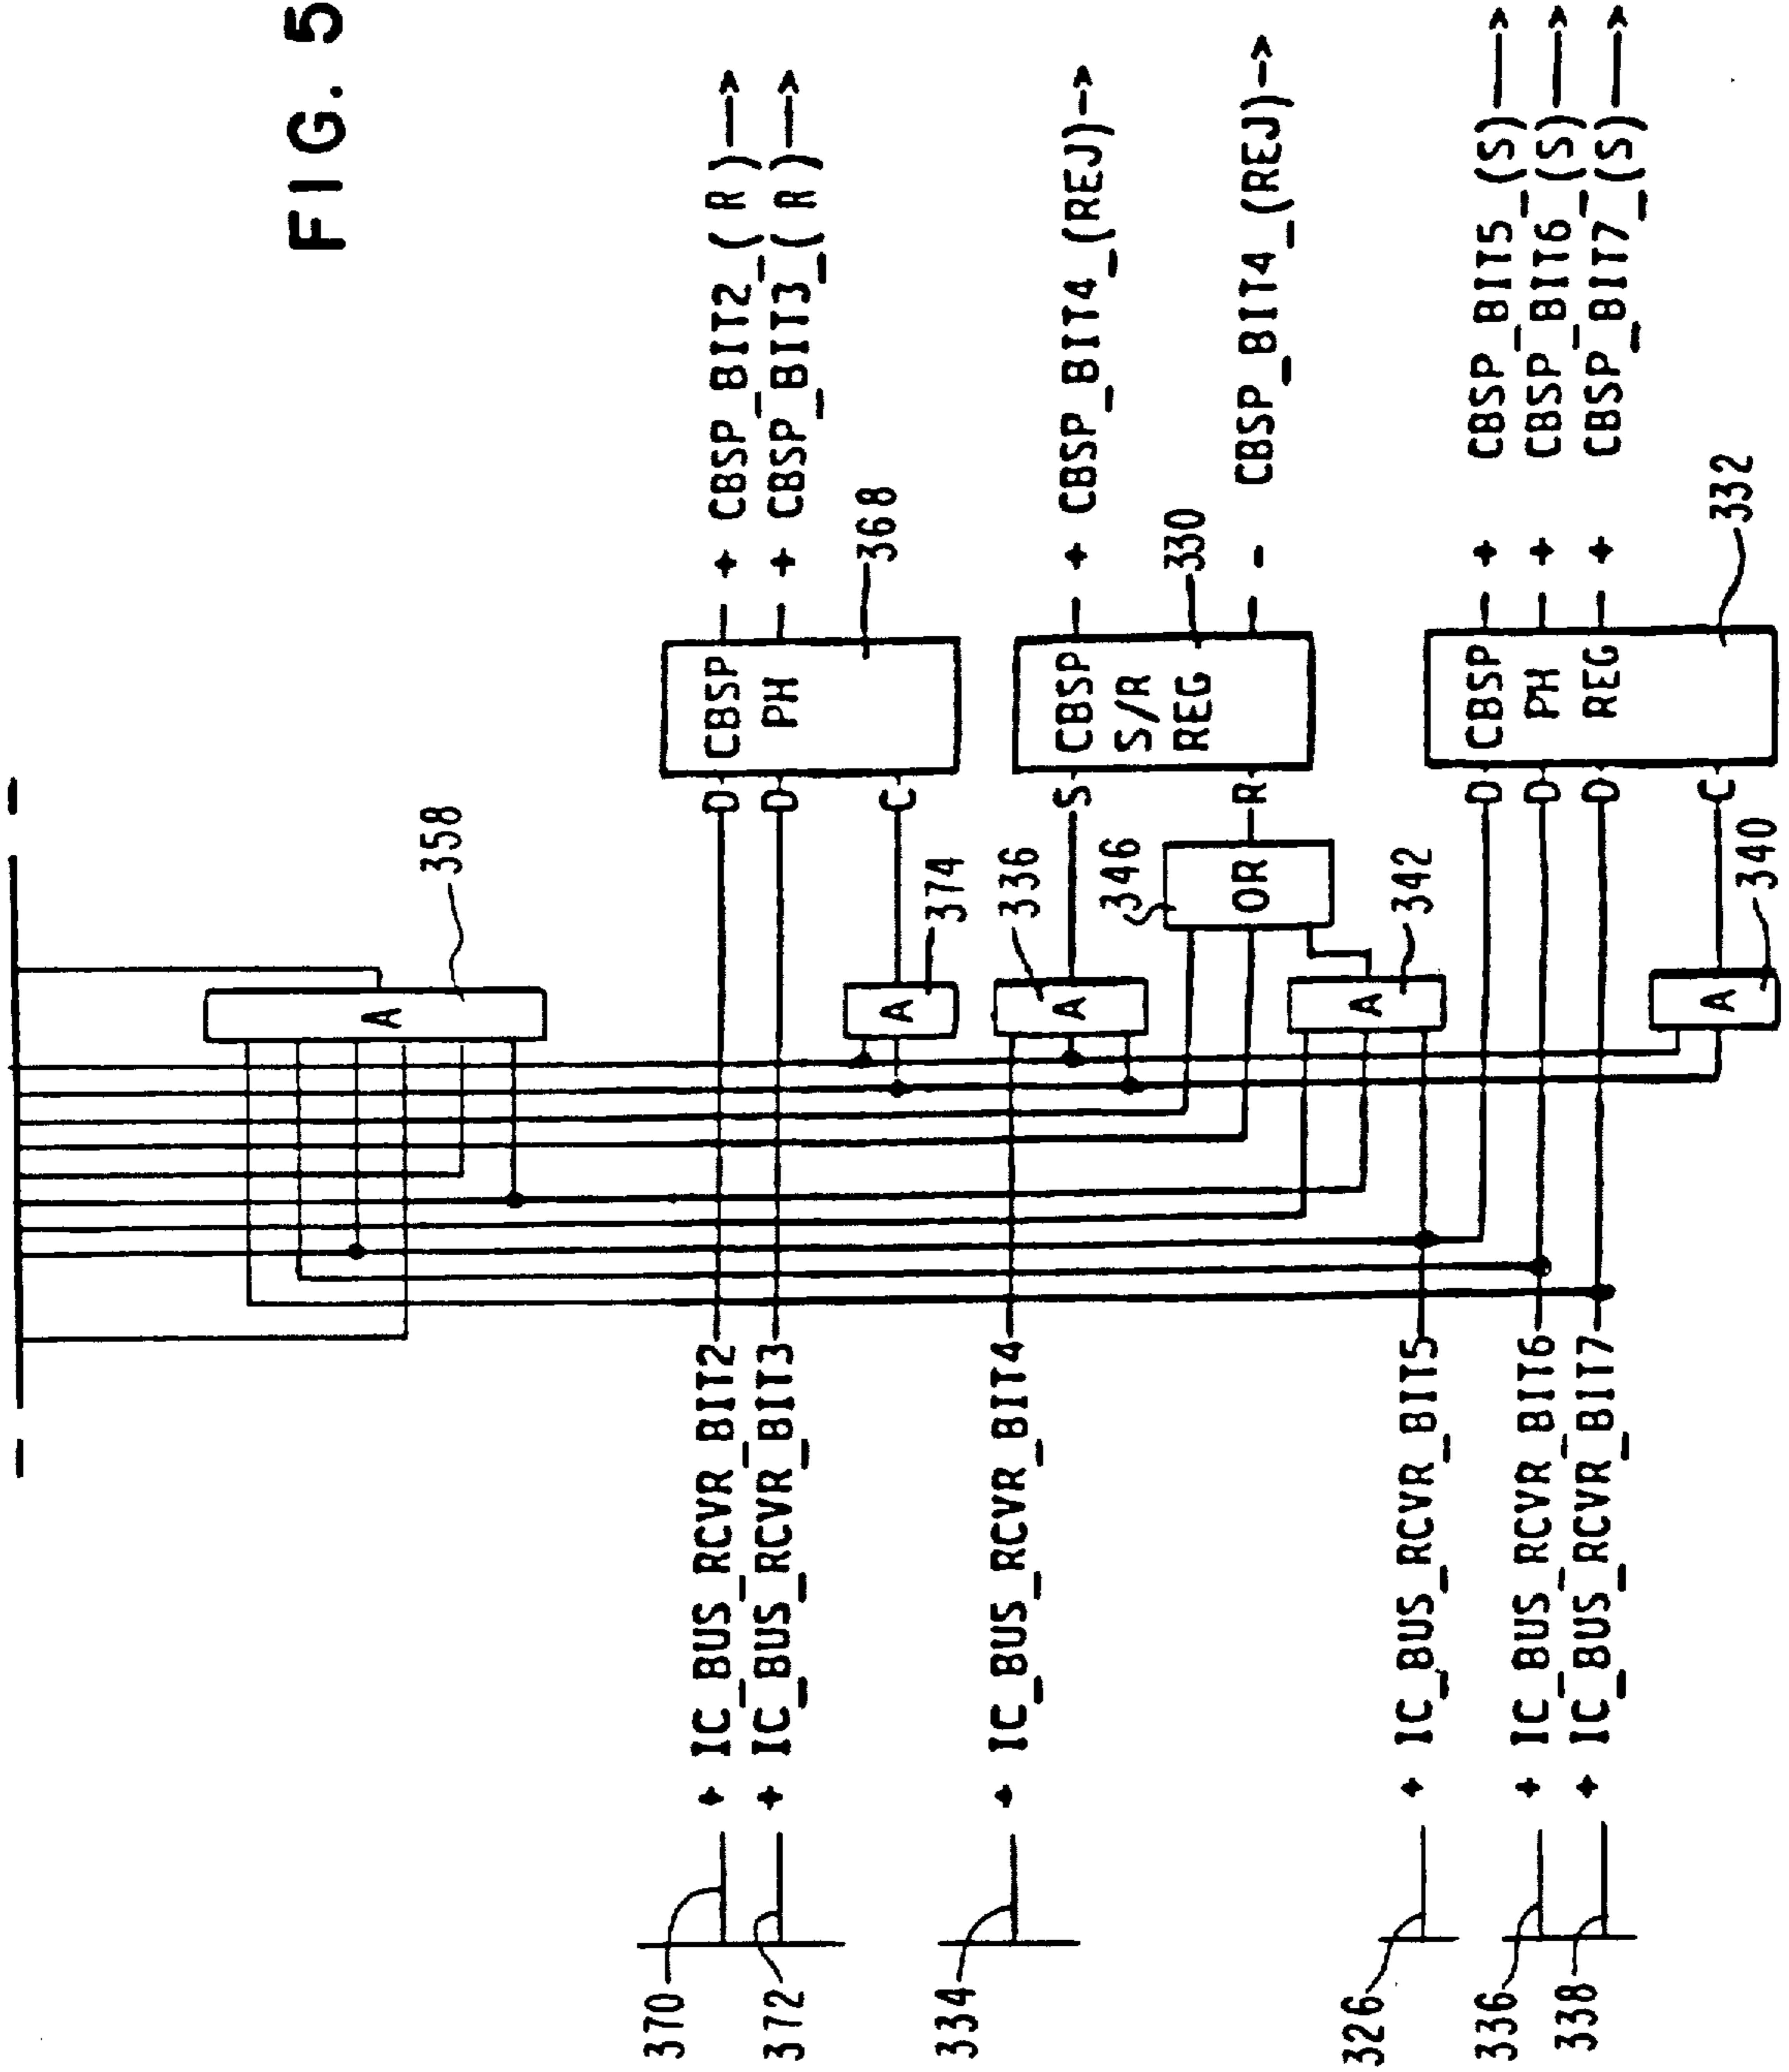 FIG. 5
358
370 + IC_BUS_RCVR_BIT2 D CBSP + CBSP_BIT2_(R)
372 + IC_BUS_RCVR_BIT3 D PH + CBSP_BIT3_(R)
A
374
C
368
334 + IC_BUS_RCVR_BIT4 A S CBSP + CBSP_BIT4_(REJ)
336
S/R
REG
346
OR
R
330
- CBSP_BIT4_(REJ)
A
342
326 + IC_BUS_RCVR_BIT5 D CBSP + CBSP_BIT5_(S)
336 + IC_BUS_RCVR_BIT6 D PH + CBSP_BIT6_(S)
338 + IC_BUS_RCVR_BIT7 D REG + CBSP_BIT7_(S)
A
340
C
332
A